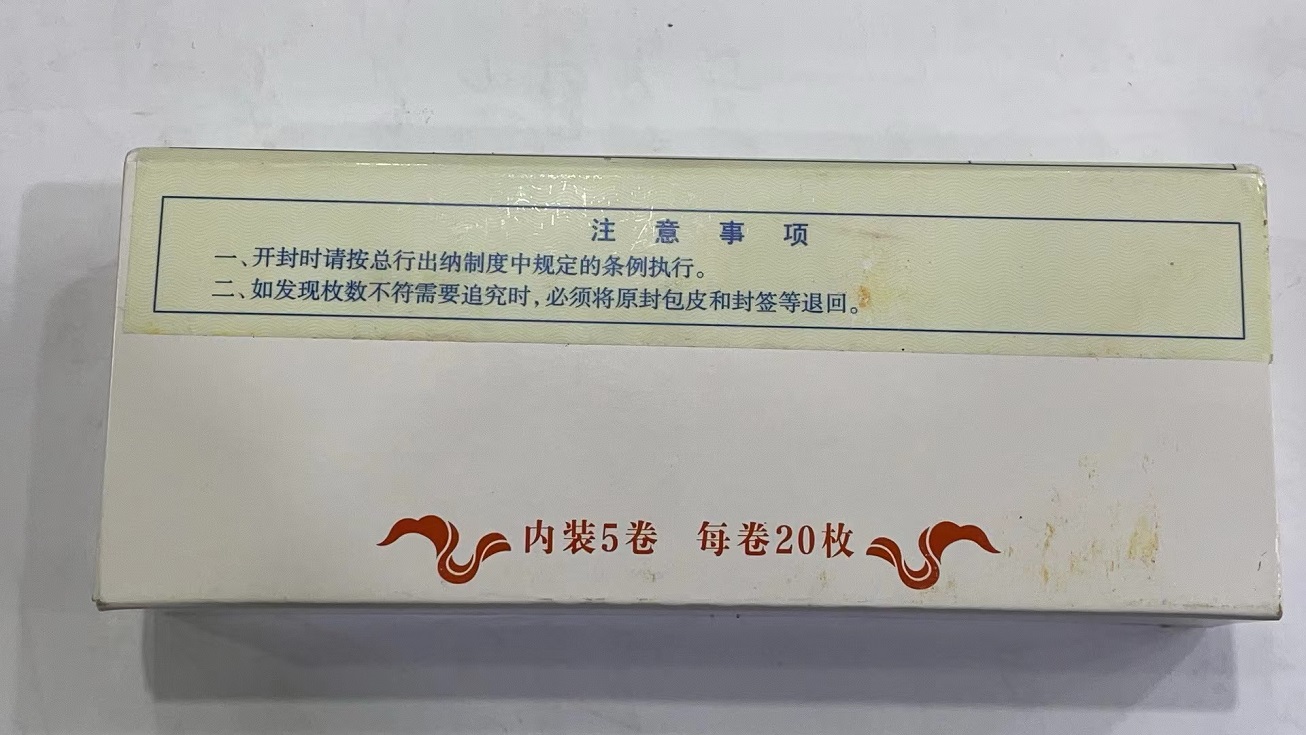 注意事项
一、开封时请按总行出纳制度中规定的条例执行。
二、如发现枚数不符需要追究时,必须将原封包皮和封签等退回。
内装5卷 每卷20枚